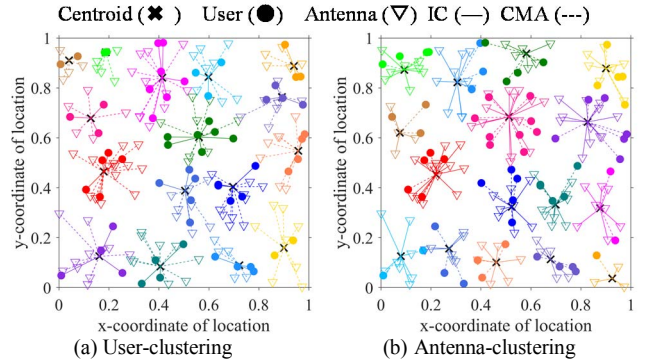 Centroid (×) User (●) Antenna (▽) IC (—) CMA (---)
1
0.8
0.6
0.4
0.2
0
y-coordinate of location
0 0.2 0.4 0.6 0.8 1
x-coordinate of location
(a) User-clustering
1
0.8
0.6
0.4
0.2
0
y-coordinate of location
0 0.2 0.4 0.6 0.8 1
x-coordinate of location
(b) Antenna-clustering